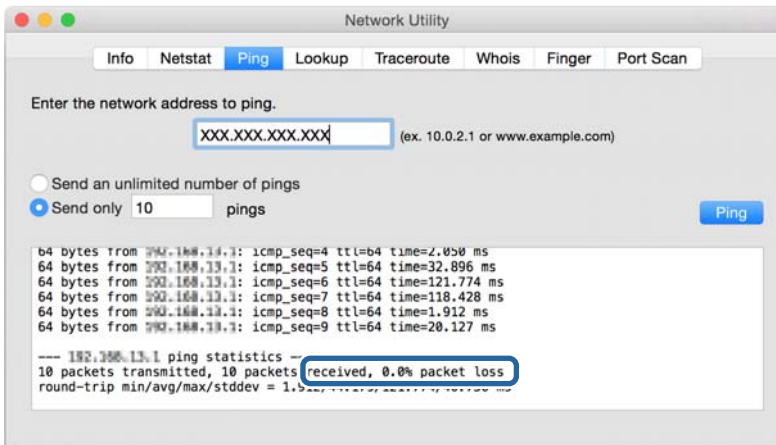 Network Utility
Info Netstat Ping Lookup Traceroute Whois Finger Port Scan
Enter the network address to ping.
XXX.XXX.XXX.XXX (ex. 10.0.2.1 or www.example.com)
Send an unlimited number of pings
Send only 10 pings
Ping
64 bytes from icmp_seq=4 ttl=64 time=2.050 ms
64 bytes from icmp_seq=5 ttl=64 time=32.896 ms
64 bytes from icmp_seq=6 ttl=64 time=121.774 ms
64 bytes from icmp_seq=7 ttl=64 time=118.428 ms
64 bytes from icmp_seq=8 ttl=64 time=1.912 ms
64 bytes from icmp_seq=9 ttl=64 time=20.127 ms
--- ping statistics --
10 packets transmitted, 10 packets received, 0.0% packet loss
round-trip min/avg/max/stddev = ms